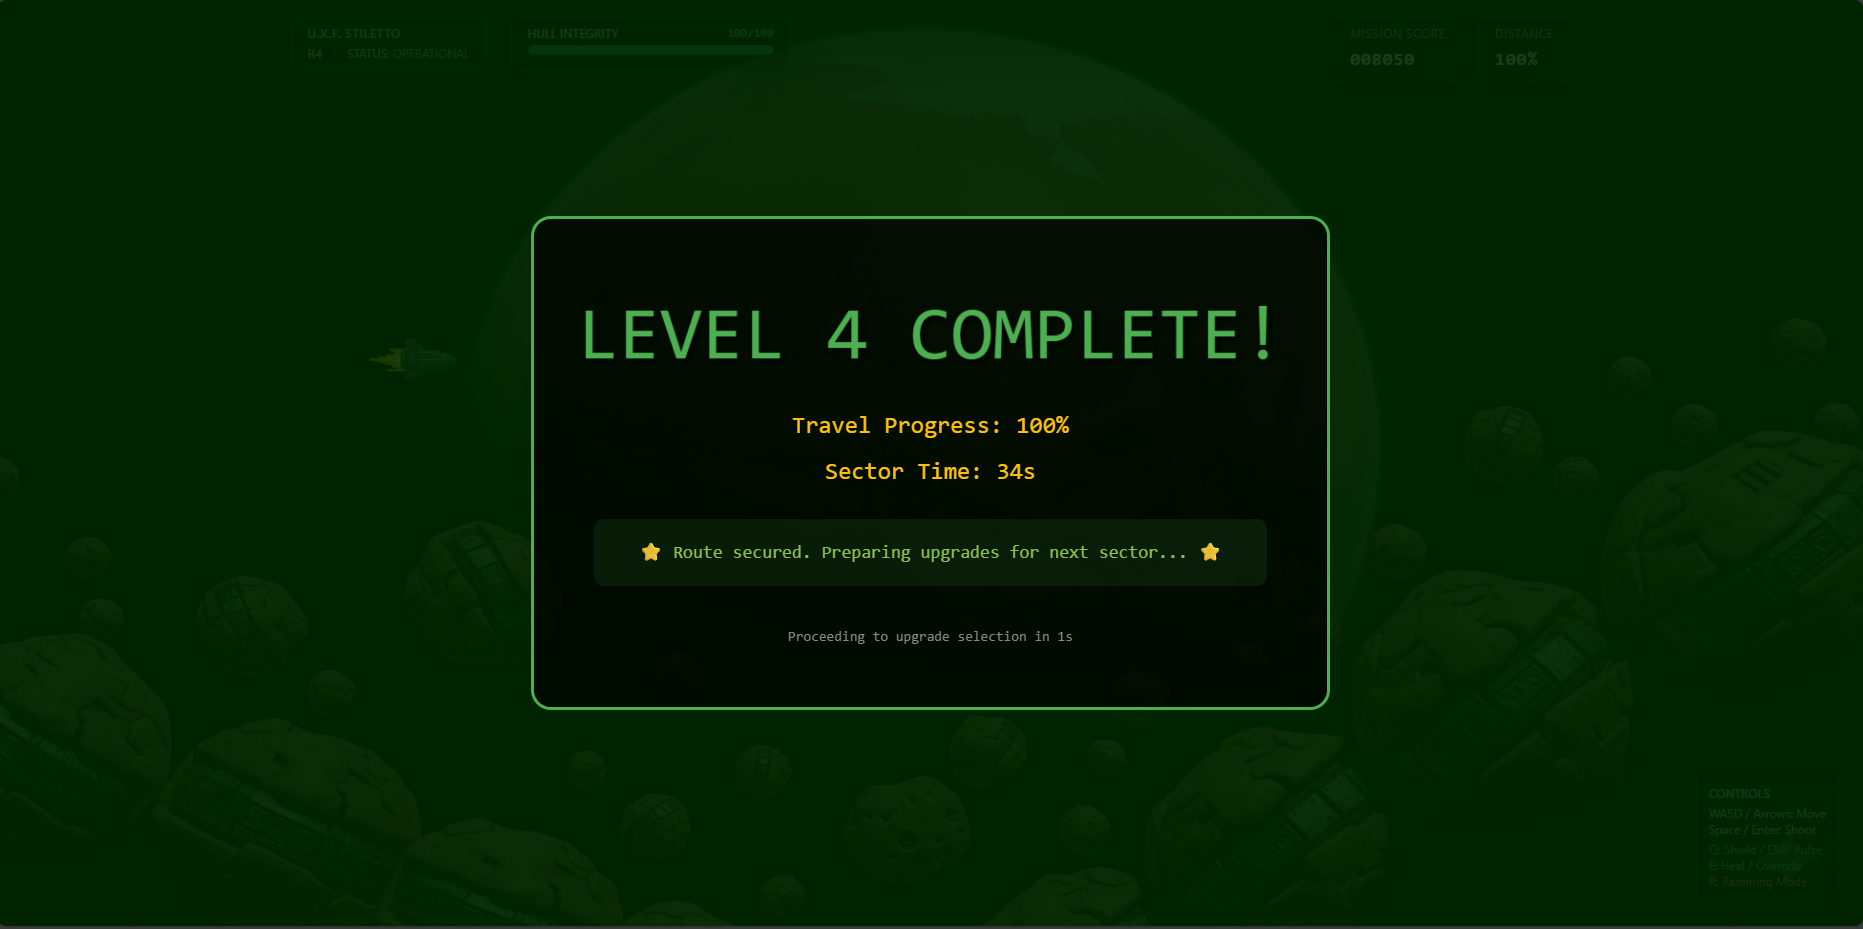 U.X.F. STILETTO
R4 STATUS: OPERATIONAL
HULL INTEGRITY 100/100
MISSION SCORE
008050
DISTANCE
100%
LEVEL 4 COMPLETE!
Travel Progress: 100%
Sector Time: 34s
⭐ Route secured. Preparing upgrades for next sector... ⭐
Proceeding to upgrade selection in 1s
CONTROLS
WASD / Arrows: Move
Space / Enter: Shoot
Q: Shield / EMP Pulse
E: Heal / Override
R: Ramming Mode